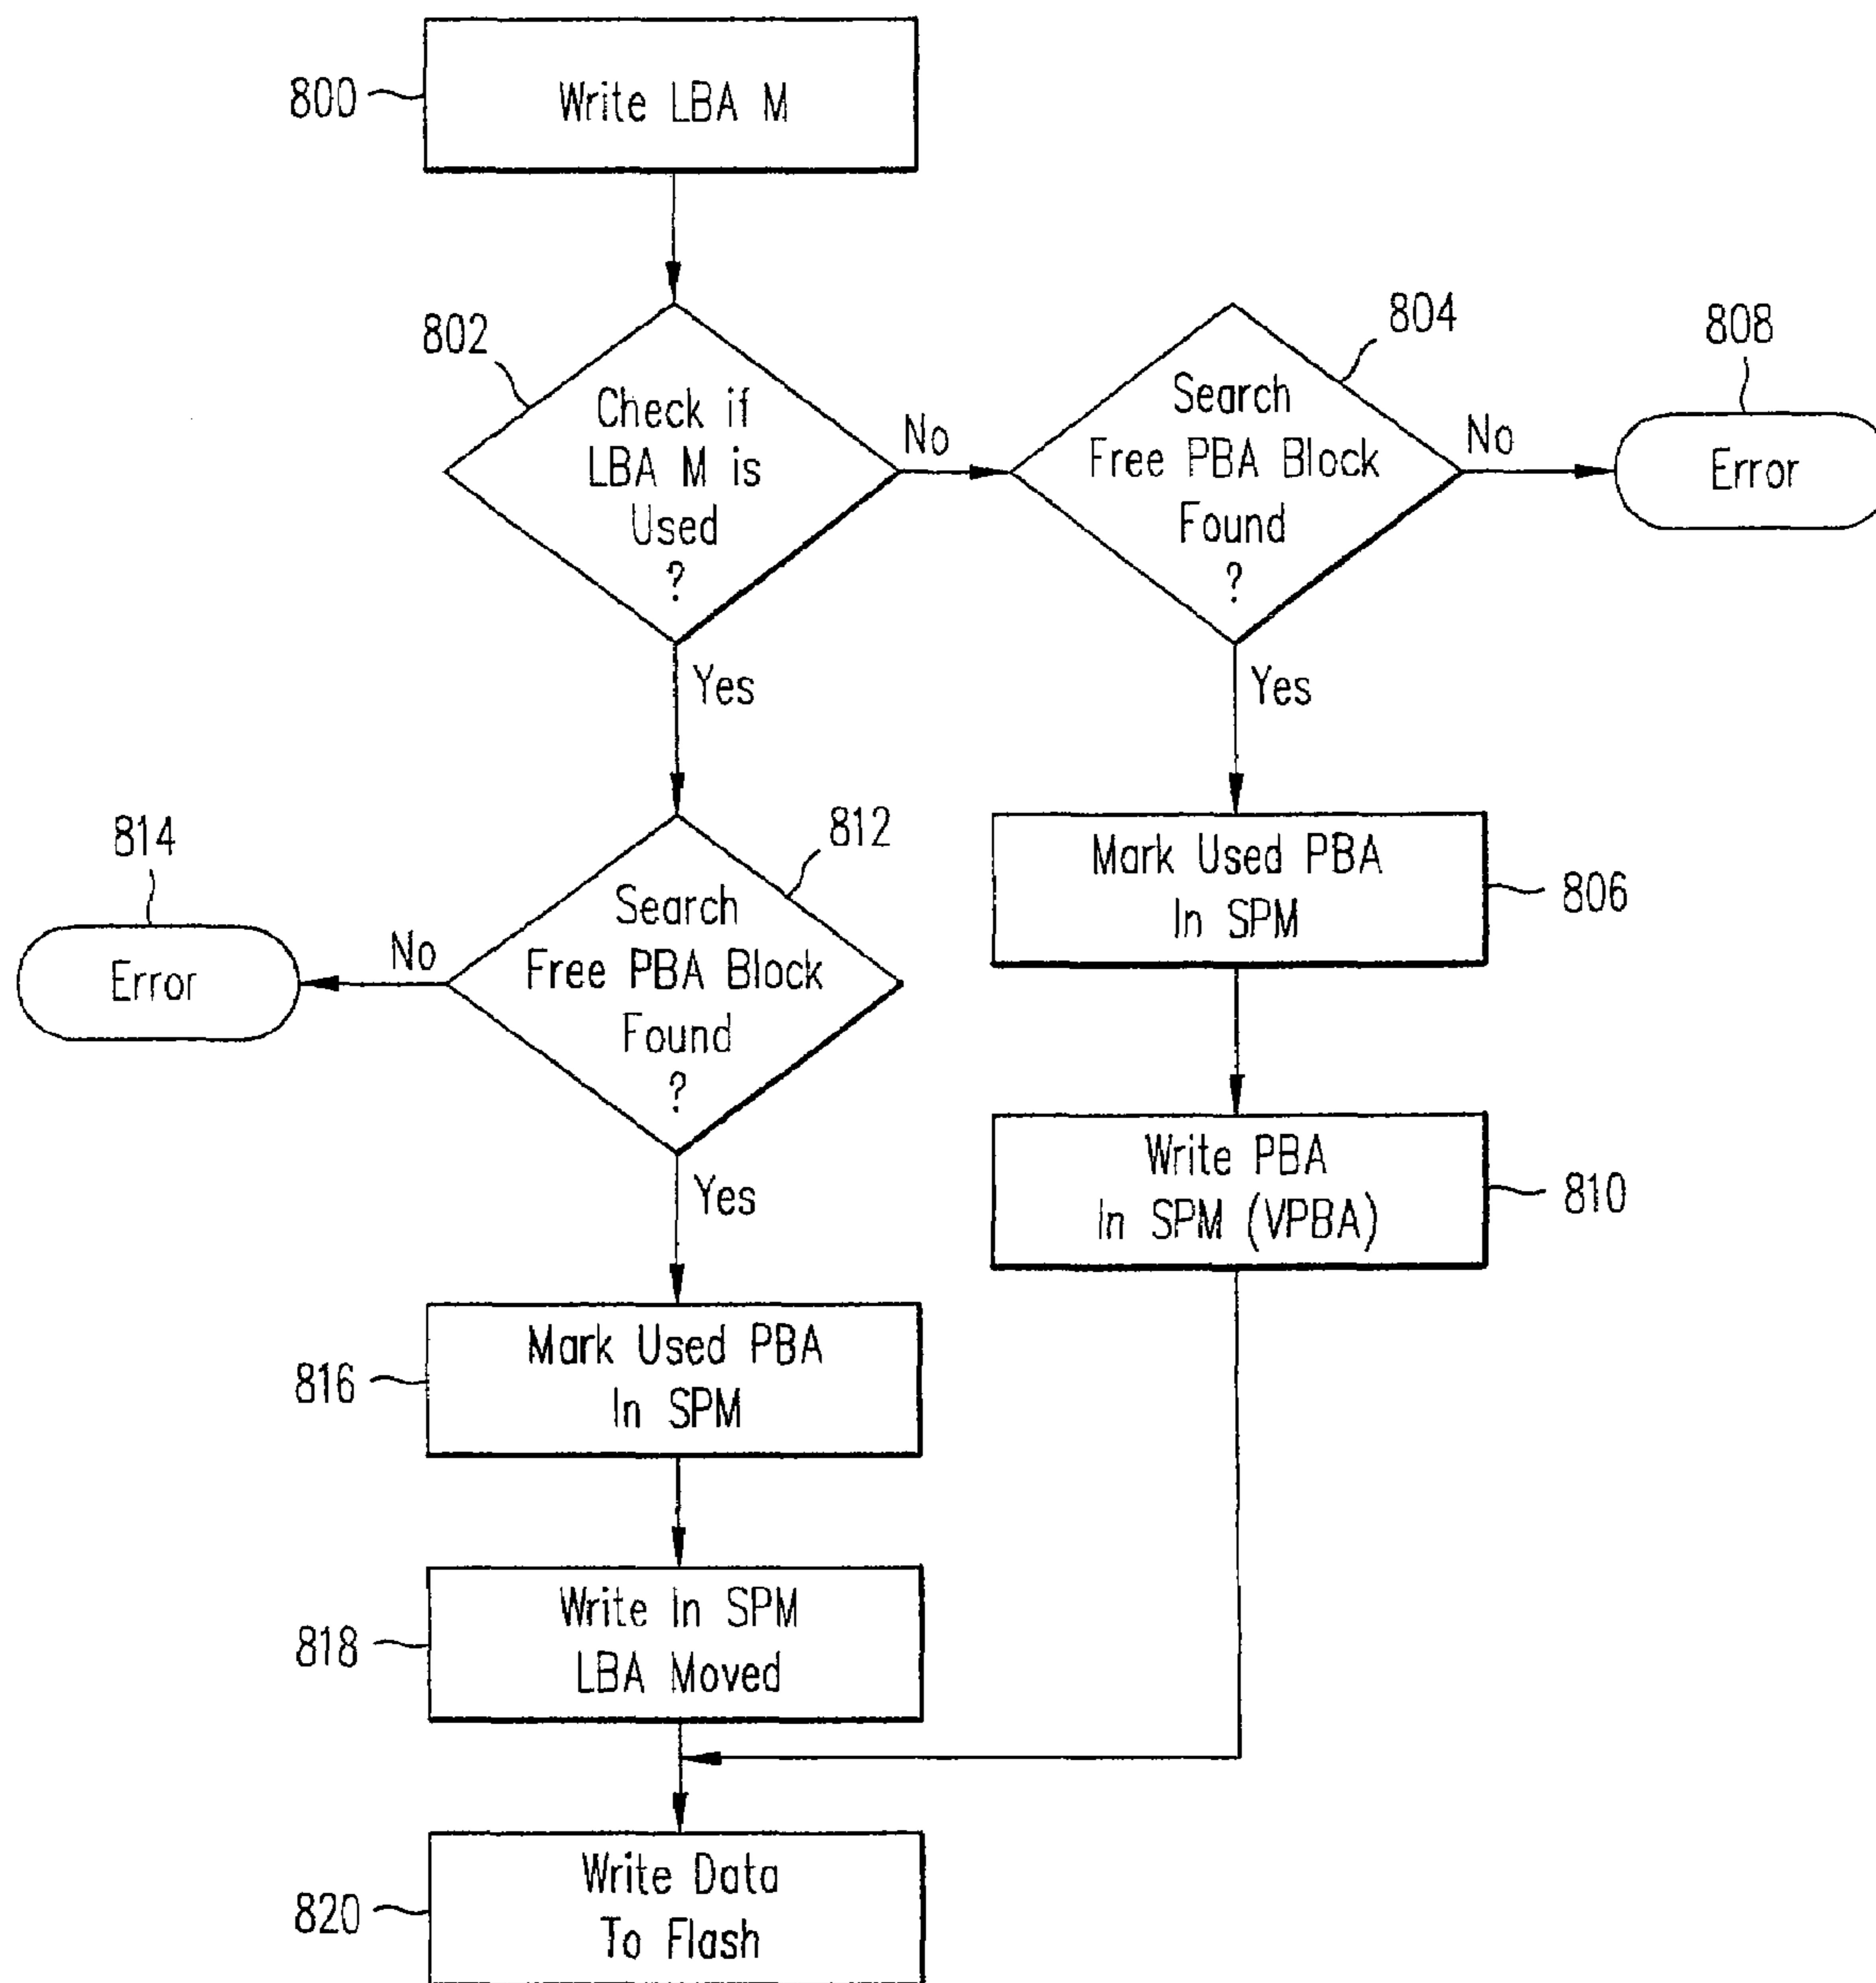 800
Write LBA M
802
Check if
LBA M is
Used
?
No
Yes
804
Search
Free PBA Block
Found
?
No
Yes
808
Error
806
Mark Used PBA
In SPM
810
Write PBA
In SPM (VPBA)
812
Search
Free PBA Block
Found
?
No
Yes
814
Error
816
Mark Used PBA
In SPM
818
Write In SPM
LBA Moved
820
Write Data
To Flash